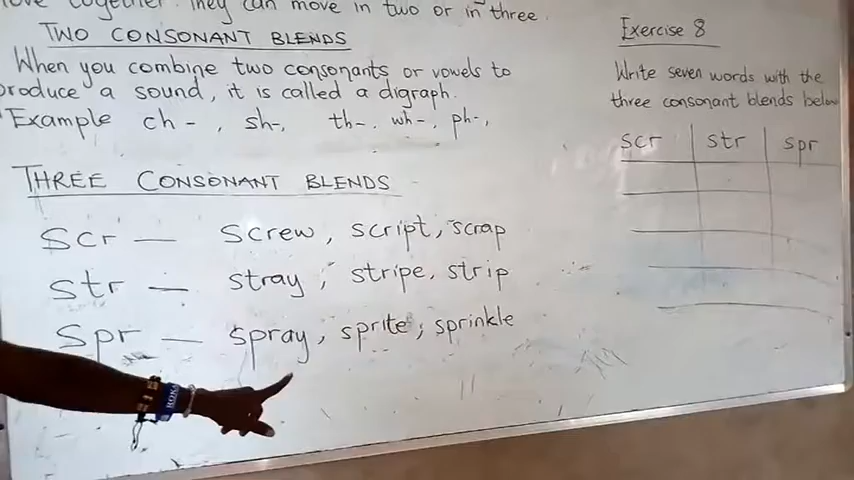 together. They can move in two or in three.
TWO CONSONANT BLENDS
When you combine two consonants or vowels to
produce a sound, it is called a digraph.
Example ch-, sh-, th-. wh-. ph-,
THREE CONSONANT BLENDS
scr — screw, script, scrap
str — stray, stripe, strip
spr — spray, sprite, sprinkle
Exercise 8
Write seven words with the
three consonant blends below
scr str spr